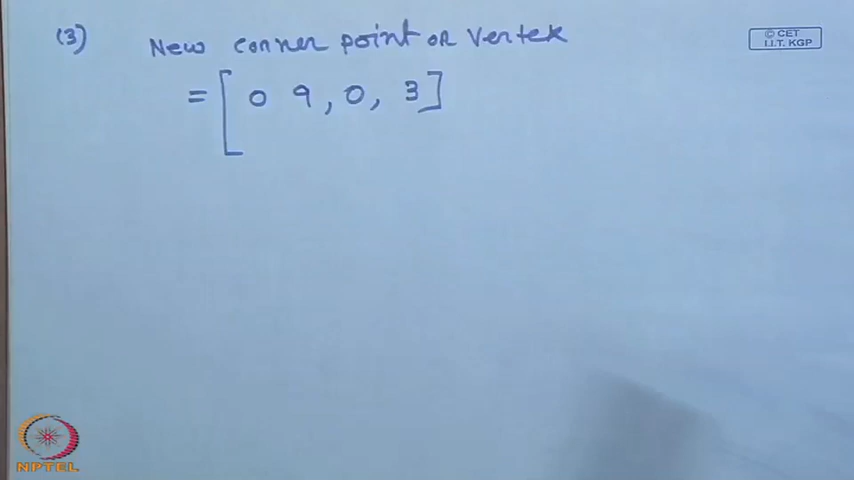 (3) New corner point or vertex
© CET
I.I.T. KGP
= [ 0 9, 0, 3 ]
NPTEL